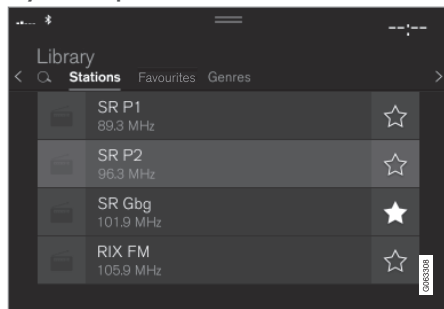 --:--
Library
Stations Favourites Genres
SR P1
89.3 MHz
SR P2
96.3 MHz
SR Gbg
101.9 MHz
RIX FM
105.9 MHz
G063308